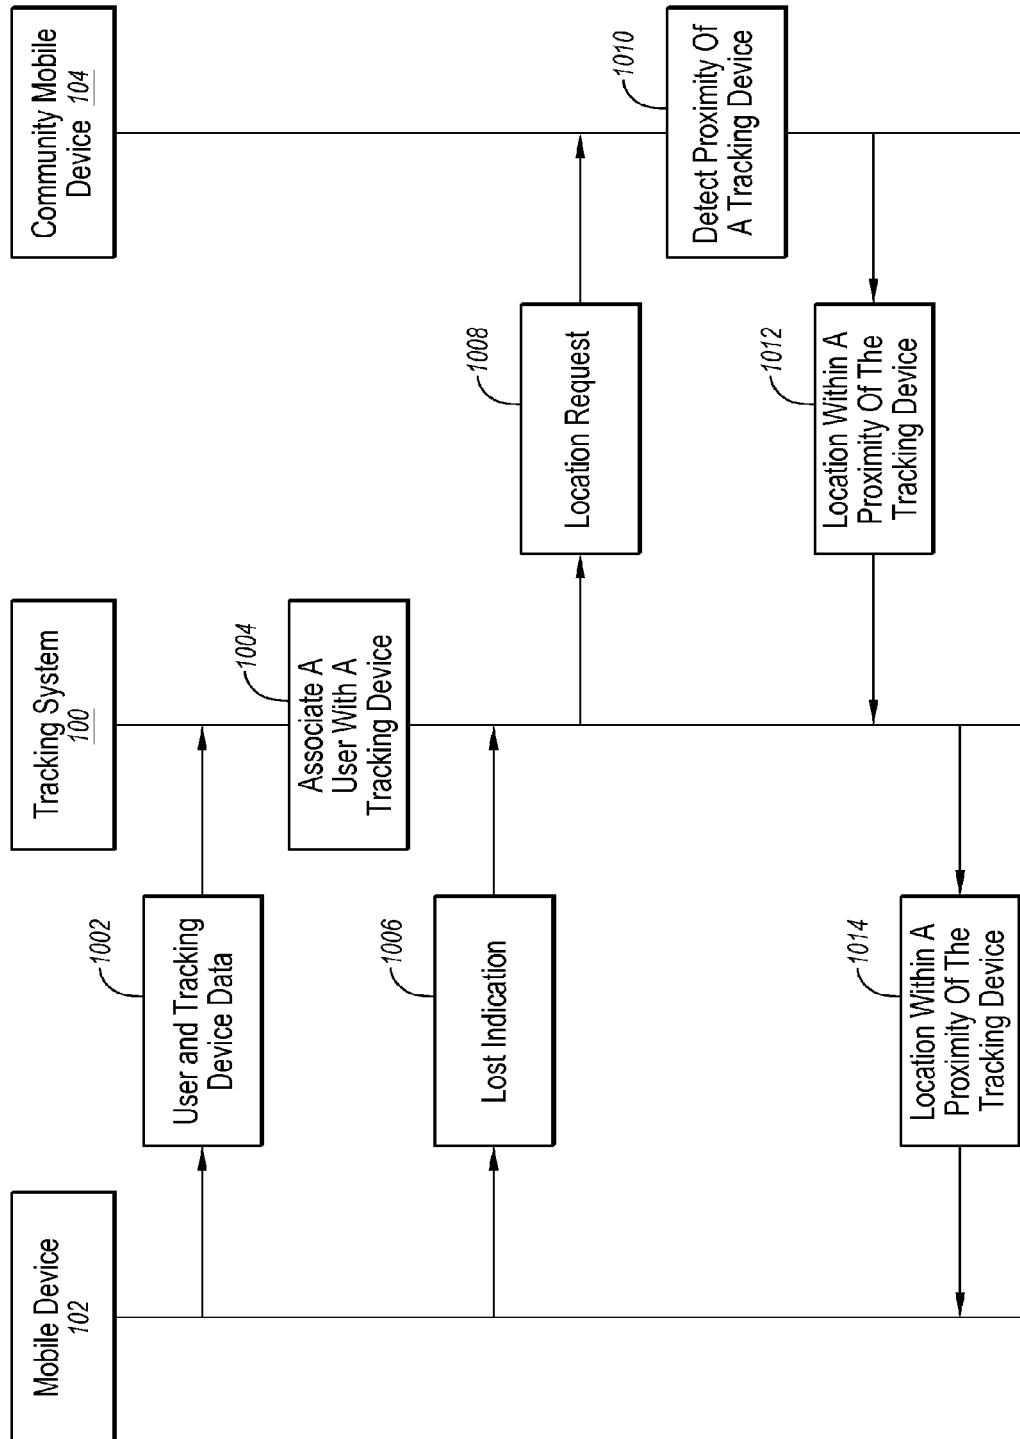 Mobile Device
102
Tracking System
100
Community Mobile
Device 104
1002
User and Tracking
Device Data
1004
Associate A
User With A
Tracking Device
1006
Lost Indication
1008
Location Request
1010
Detect Proximity Of
A Tracking Device
1012
Location Within A
Proximity Of The
Tracking Device
1014
Location Within A
Proximity Of The
Tracking Device